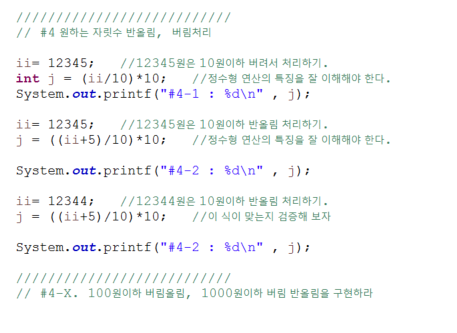 ///////////////////////////
// #4 원하는 자릿수 반올림, 버림처리
ii= 12345; //12345원은 10원이하 버려서 처리하기.
int j = (ii/10)*10; //정수형 연산의 특징을 잘 이해해야 한다.
System.out.printf("#4-1 : %d\n" , j);
ii= 12345; //12345원은 10원이하 반올림 처리하기.
j = ((ii+5)/10)*10; //정수형 연산의 특징을 잘 이해해야 한다.
System.out.printf("#4-2 : %d\n" , j);
ii= 12344; //12344원은 10원이하 반올림 처리하기.
j = ((ii+5)/10)*10; //이 식이 맞는지 검증해 보자
System.out.printf("#4-2 : %d\n" , j);
///////////////////////////
// #4-X. 100원이하 버림올림, 1000원이하 버림 반올림을 구현하라